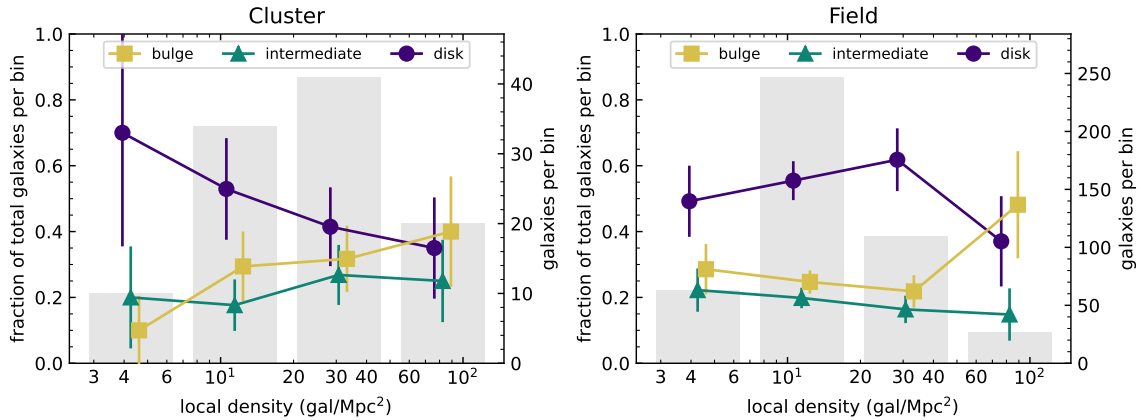 Cluster
bulge intermediate disk
fraction of total galaxies per bin
1.0
0.8
0.6
0.4
0.2
0.0
40
30
20
10
0
galaxies per bin
3 4 6 10¹ 20 30 40 60 10²
local density (gal/Mpc²)
Field
bulge intermediate disk
fraction of total galaxies per bin
1.0
0.8
0.6
0.4
0.2
0.0
250
200
150
100
50
0
galaxies per bin
3 4 6 10¹ 20 30 40 60 10²
local density (gal/Mpc²)